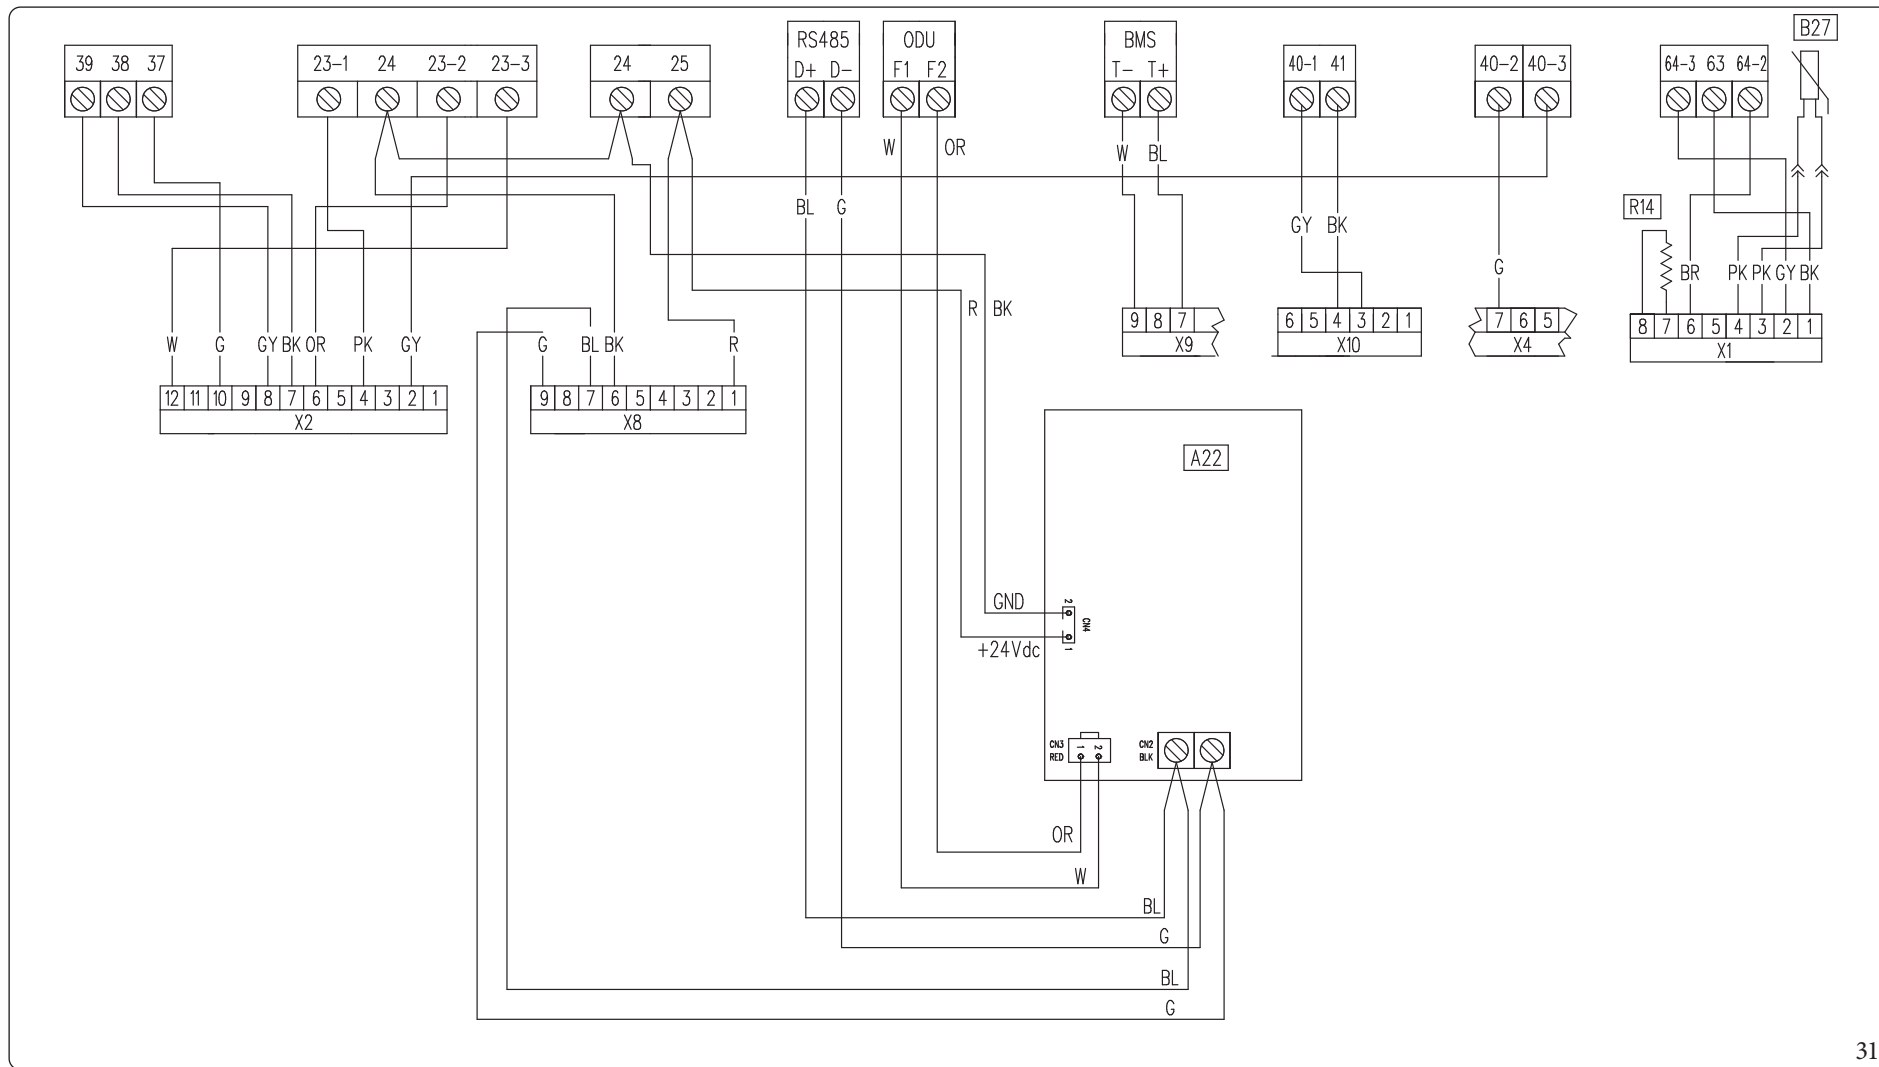 B27
RS485 ODU BMS
39 38 37 23-1 24 23-2 23-3 24 25 D+ D- F1 F2 T- T+ 40-1 41 40-2 40-3 64-3 63 64-2
W OR W BL
BL G R14
GY BK
G BR PK PK GY BK
R BK
9 8 7 6 5 4 3 2 1 7 6 5 8 7 6 5 4 3 2 1
X9 X10 X4 X1
W G GY BK OR PK GY G BL BK R
12 11 10 9 8 7 6 5 4 3 2 1 9 8 7 6 5 4 3 2 1
X2 X8
A22
GND 2
CN4
+24Vdc 1
CN3 1 2 CN2
RED BLK
OR
W
BL
G
BL
G
31